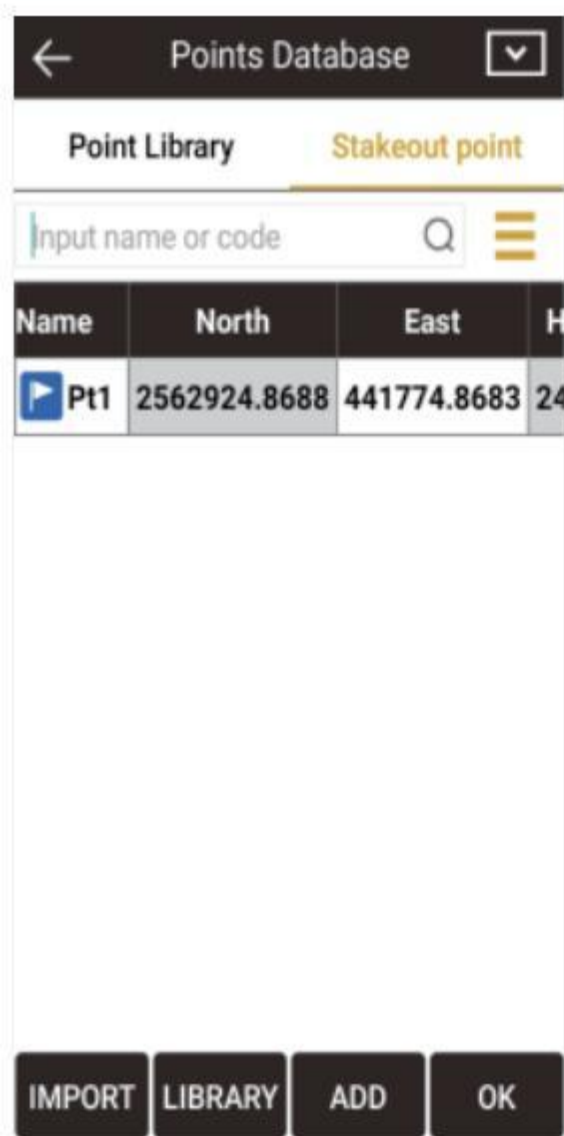 Points Database
Point Library Stakeout point
Input name or code
Name North East H
Pt1 2562924.8688 441774.8683 24
IMPORT LIBRARY ADD OK